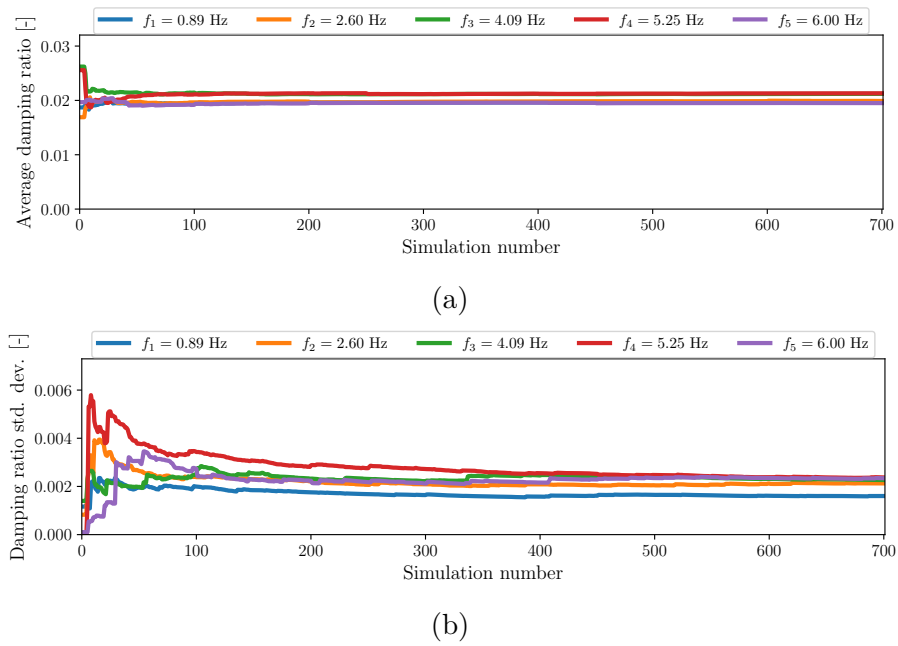 f₁ = 0.89 Hz f₂ = 2.60 Hz f₃ = 4.09 Hz f₄ = 5.25 Hz f₅ = 6.00 Hz
Average damping ratio [-]
0.03
0.02
0.01
0.00
0 100 200 300 400 500 600 700
Simulation number
(a)
f₁ = 0.89 Hz f₂ = 2.60 Hz f₃ = 4.09 Hz f₄ = 5.25 Hz f₅ = 6.00 Hz
Damping ratio std. dev. [-]
0.006
0.004
0.002
0.000
0 100 200 300 400 500 600 700
Simulation number
(b)